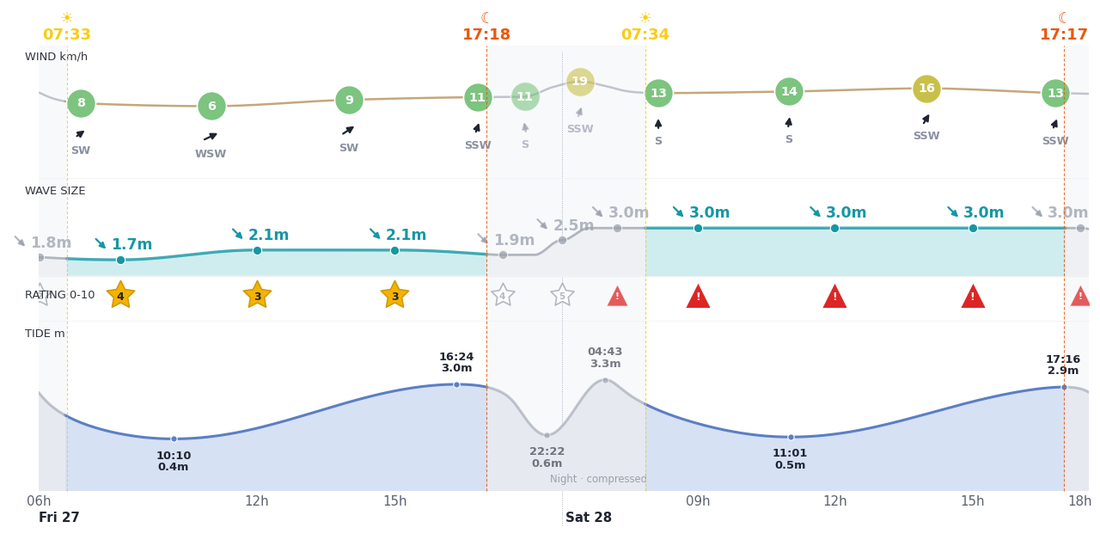 07:33 17:18 07:34 17:17
WIND km/h
8 6 9 11 11 19 13 14 16 13
SW WSW SW SSW S SSW S S SSW SSW
WAVE SIZE
1.8m 1.7m 2.1m 2.1m 1.9m 2.5m 3.0m 3.0m 3.0m 3.0m 3.0m
RATING 0-10
4 3 3 4 5 ! ! ! ! !
TIDE m
16:24 04:43 17:16
3.0m 3.3m 2.9m
10:10 22:22 11:01
0.4m 0.6m 0.5m
Night · compressed
06h 12h 15h 09h 12h 15h 18h
Fri 27 Sat 28